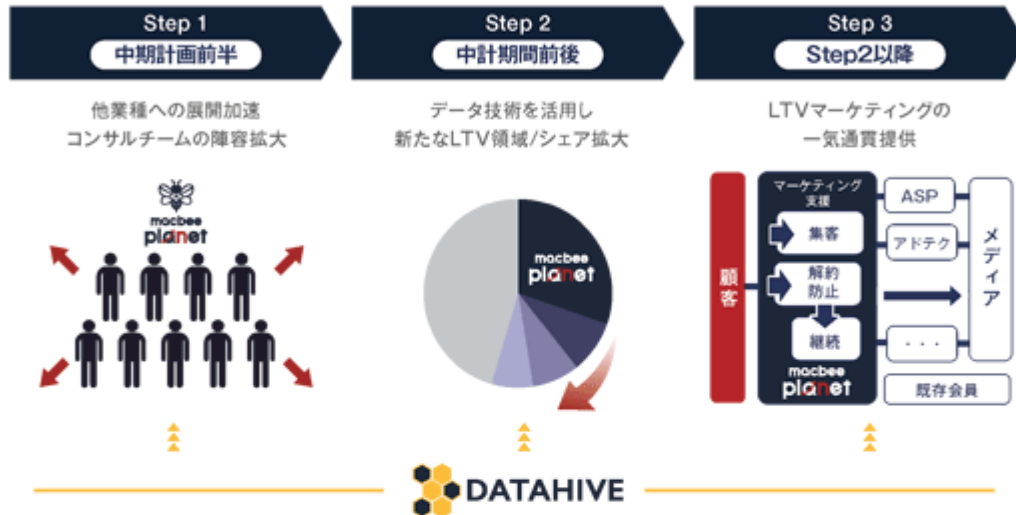 Step 1
中期計画前半
Step 2
中計期間前後
Step 3
Step2以降
他業種への展開加速
コンサルチームの陣容拡大
データ技術を活用し
新たなLTV領域/シェア拡大
LTVマーケティングの
一気通貫提供
macbee
planet
macbee
planet
顧客
マーケティング
支援
集客
解約
防止
継続
macbee
planet
ASP
アドテク
・・・
メディア
既存会員
DATAHIVE